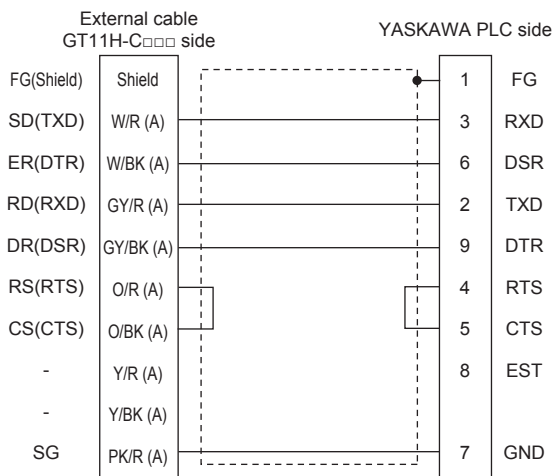 External cable
GT11H-C□□□ side
YASKAWA PLC side
FG(Shield) Shield 1 FG
SD(TXD) W/R (A) 3 RXD
ER(DTR) W/BK (A) 6 DSR
RD(RXD) GY/R (A) 2 TXD
DR(DSR) GY/BK (A) 9 DTR
RS(RTS) O/R (A) 4 RTS
CS(CTS) O/BK (A) 5 CTS
- Y/R (A) 8 EST
- Y/BK (A)
SG PK/R (A) 7 GND